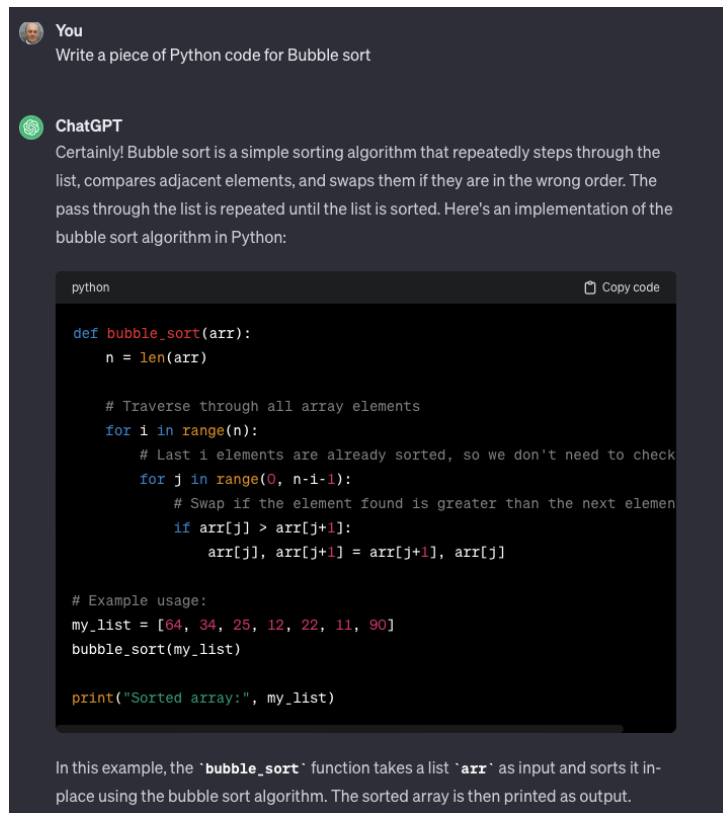 You
Write a piece of Python code for Bubble sort
ChatGPT
Certainly! Bubble sort is a simple sorting algorithm that repeatedly steps through the
list, compares adjacent elements, and swaps them if they are in the wrong order. The
pass through the list is repeated until the list is sorted. Here's an implementation of the
bubble sort algorithm in Python:
python Copy code
def bubble_sort(arr):
    n = len(arr)
    # Traverse through all array elements
    for i in range(n):
        # Last i elements are already sorted, so we don't need to check
        for j in range(0, n-i-1):
            # Swap if the element found is greater than the next elemen
            if arr[j] > arr[j+1]:
                arr[j], arr[j+1] = arr[j+1], arr[j]
# Example usage:
my_list = [64, 34, 25, 12, 22, 11, 90]
bubble_sort(my_list)
print("Sorted array:", my_list)
In this example, the `bubble_sort` function takes a list `arr` as input and sorts it in-
place using the bubble sort algorithm. The sorted array is then printed as output.